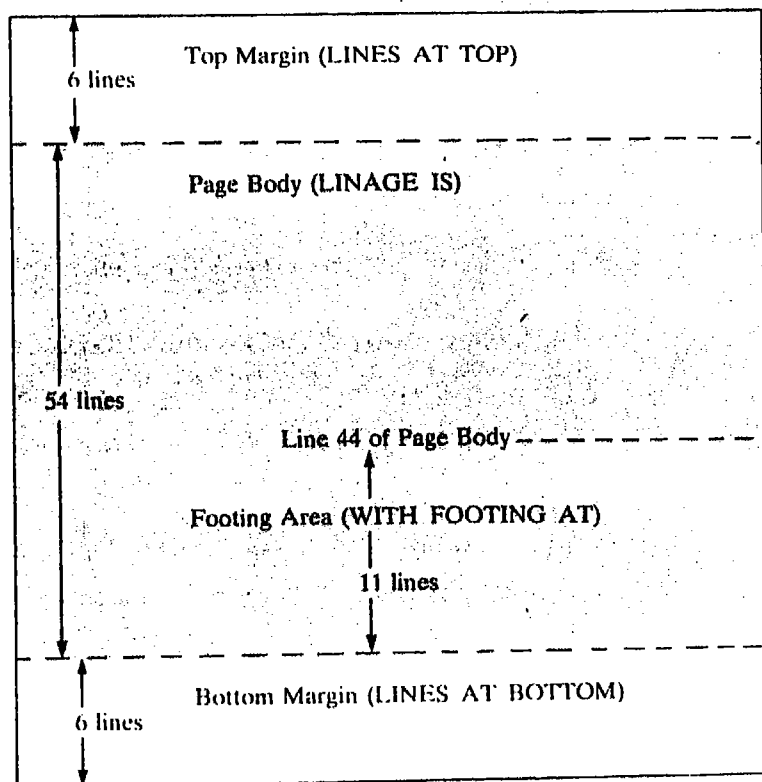 Top Margin (LINES AT TOP)
6 lines
Page Body (LINAGE IS)
54 lines
Line 44 of Page Body
Footing Area (WITH FOOTING AT)
11 lines
Bottom Margin (LINES AT BOTTOM)
6 lines